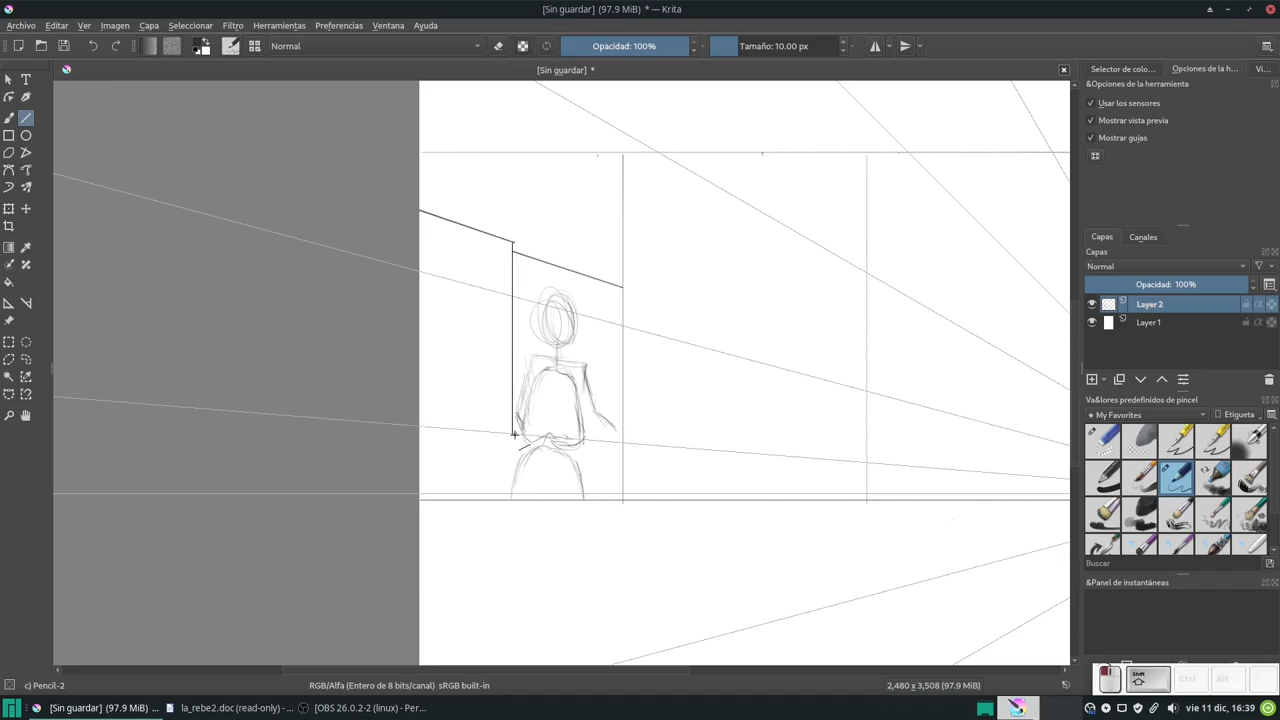 [Sin guardar] (97.9 MiB) * — Krita
Archivo Editar Ver Imagen Capa Seleccionar Filtro Herramientas Preferencias Ventana Ayuda
Normal
Opacidad: 100%
Tamaño: 10.00 px
[Sin guardar] *
Selector de colo...
Opciones de la h...
Vi...
&Opciones de la herramienta
Usar los sensores
Mostrar vista previa
Mostrar guías
Capas
Canales
Capas
Normal
Opacidad: 100%
Layer 2
Layer 1
Va&lores predefinidos de pincel
★ My Favorites
Etiqueta
Buscar
&Panel de instantáneas
c) Pencil-2
RGB/Alfa (Entero de 8 bits/canal) sRGB built-in
2,480 x 3,508 (97.9 MiB)
Shift
Ctrl
Alt
[Sin guardar] (97.9 MiB) * ...
la_rebe2.doc (read-only) - ...
[OBS 26.0.2-2 (linux) - Per...
vie 11 dic, 16:39